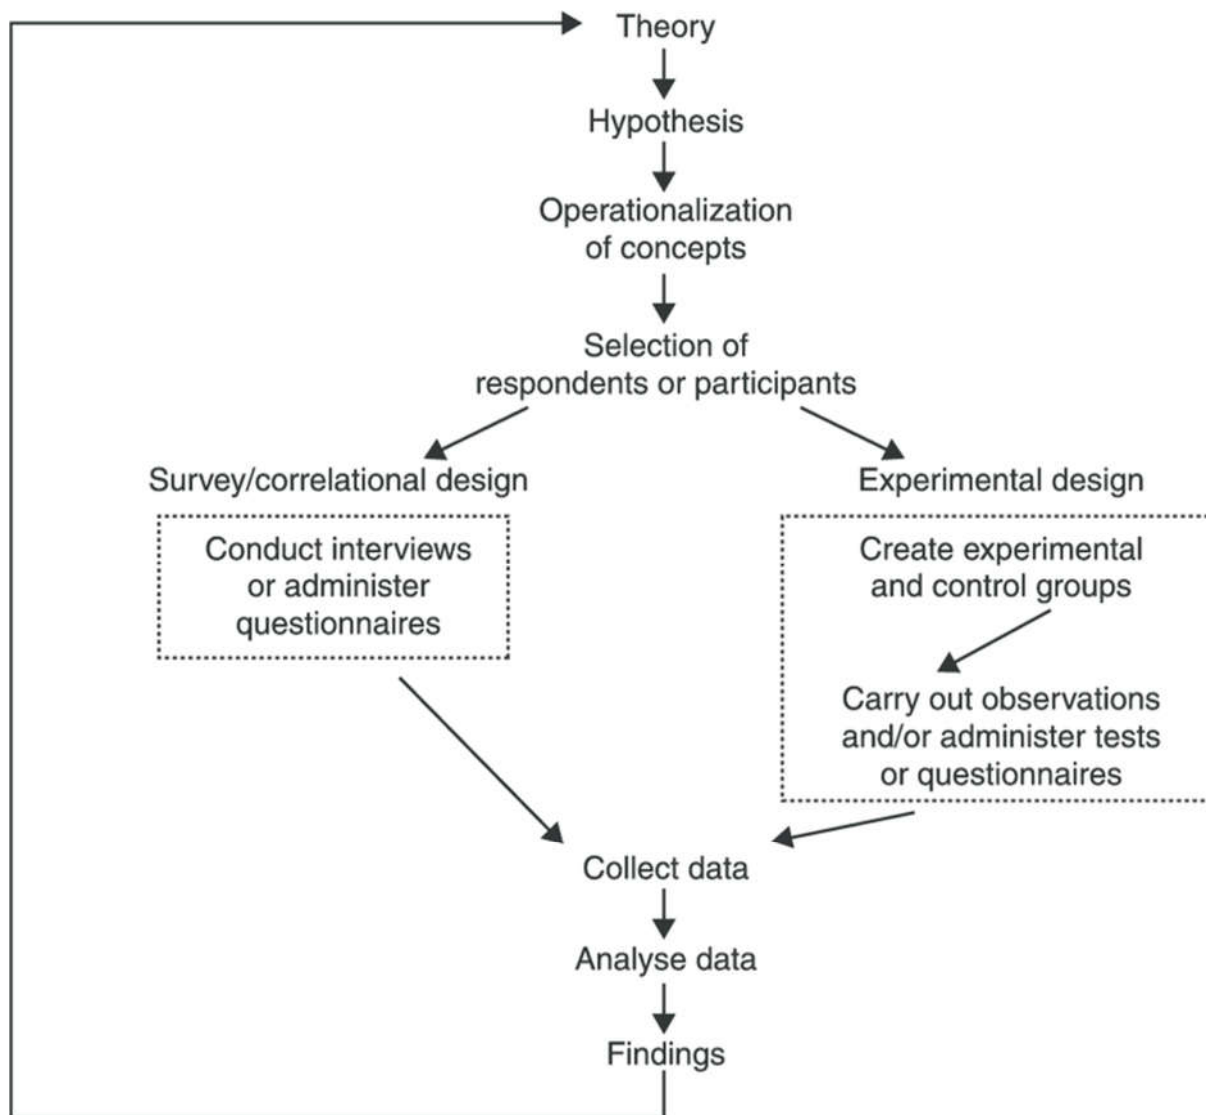 Theory
Hypothesis
Operationalization
of concepts
Selection of
respondents or participants
Survey/correlational design
Conduct interviews
or administer
questionnaires
Experimental design
Create experimental
and control groups
Carry out observations
and/or administer tests
or questionnaires
Collect data
Analyse data
Findings